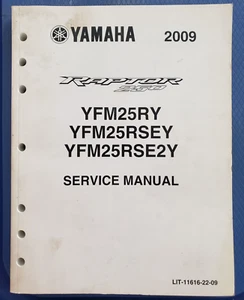 YAMAHA 2009
RAPTOR
250
YFM25RY
YFM25RSEY
YFM25RSE2Y
SERVICE MANUAL
LIT-11616-22-09